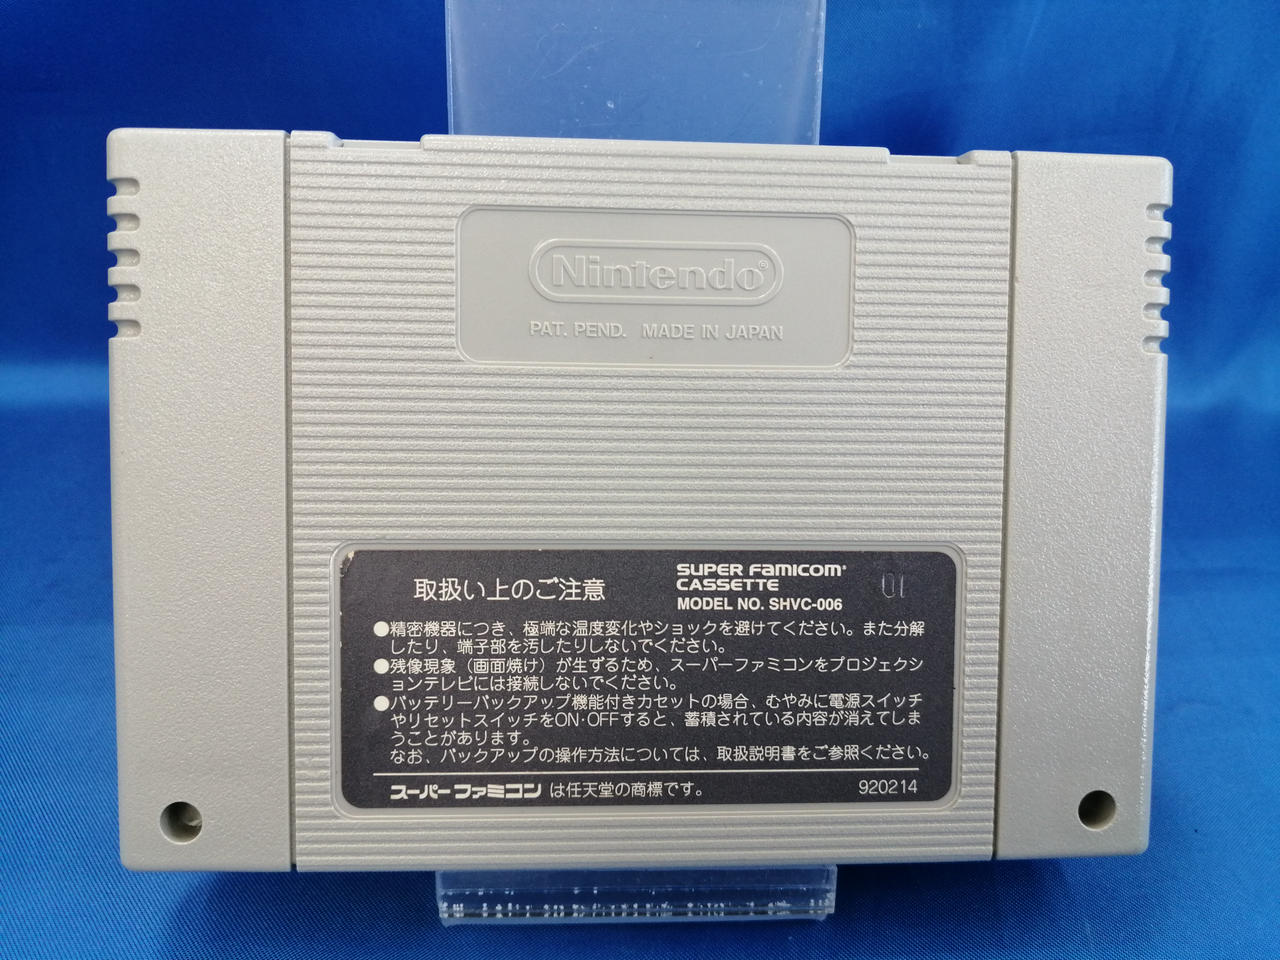 Nintendo®
PAT. PEND. MADE IN JAPAN
取扱い上のご注意
SUPER FAMICOM®
CASSETTE
MODEL NO. SHVC-006
01
●精密機器につき、極端な温度変化やショックを避けてください。また分解
したり、端子部を汚したりしないでください。
●残像現象（画面焼け）が生ずるため、スーパーファミコンをプロジェクシ
ョンテレビには接続しないでください。
●バッテリーバックアップ機能付きカセットの場合、むやみに電源スイッチ
やリセットスイッチをON・OFFすると、蓄積されている内容が消えてしま
うことがあります。
なお、バックアップの操作方法については、取扱説明書をご参照ください。
スーパーファミコン は任天堂の商標です。
920214